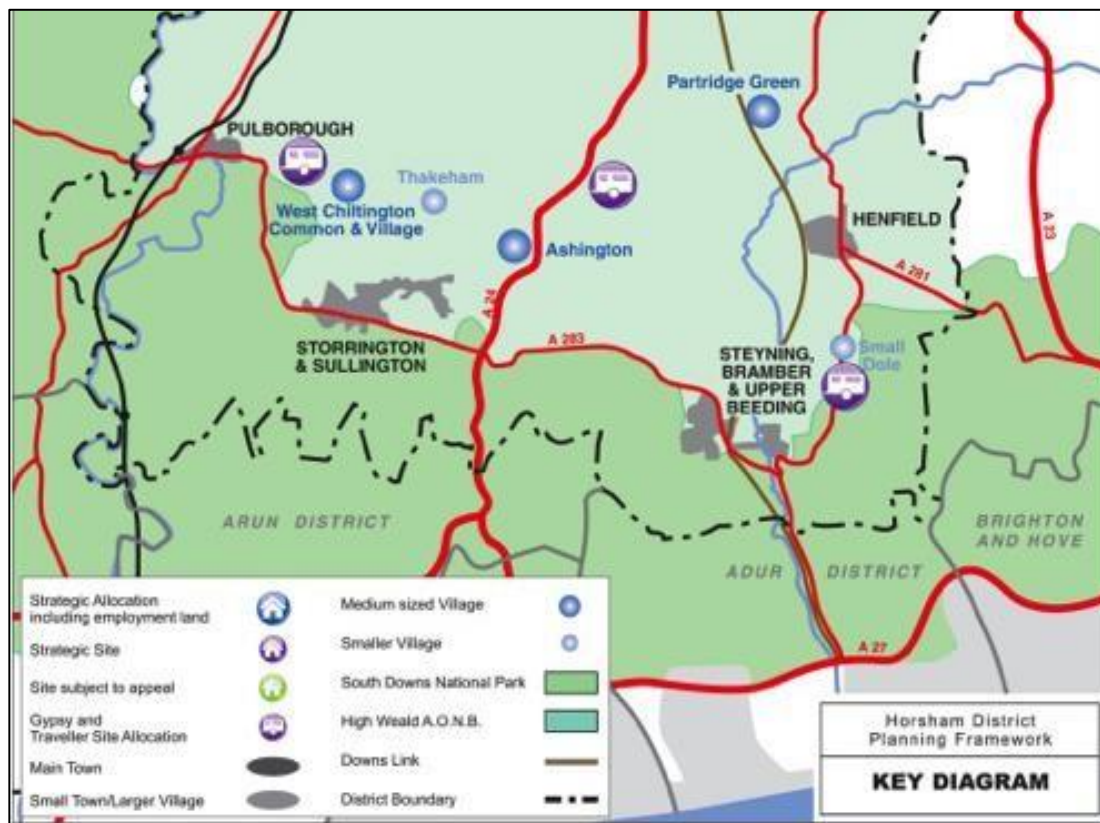 Partridge Green
PULBOROUGH
Thakeham
West Chiltington
Common & Village
HENFIELD
A 23
Ashington
A 281
A 24
STORRINGTON
& SULLINGTON
A 283
STEYNING,
BRAMBER
& UPPER
BEEDING
Small
Dole
ARUN DISTRICT
BRIGHTON
AND HOVE
ADUR DISTRICT
A 27
Strategic Allocation
including employment land
Strategic Site
Site subject to appeal
Gypsy and
Traveller Site Allocation
Main Town
Small Town/Larger Village
Medium sized Village
Smaller Village
South Downs National Park
High Weald A.O.N.B.
Downs Link
District Boundary
Horsham District
Planning Framework
KEY DIAGRAM